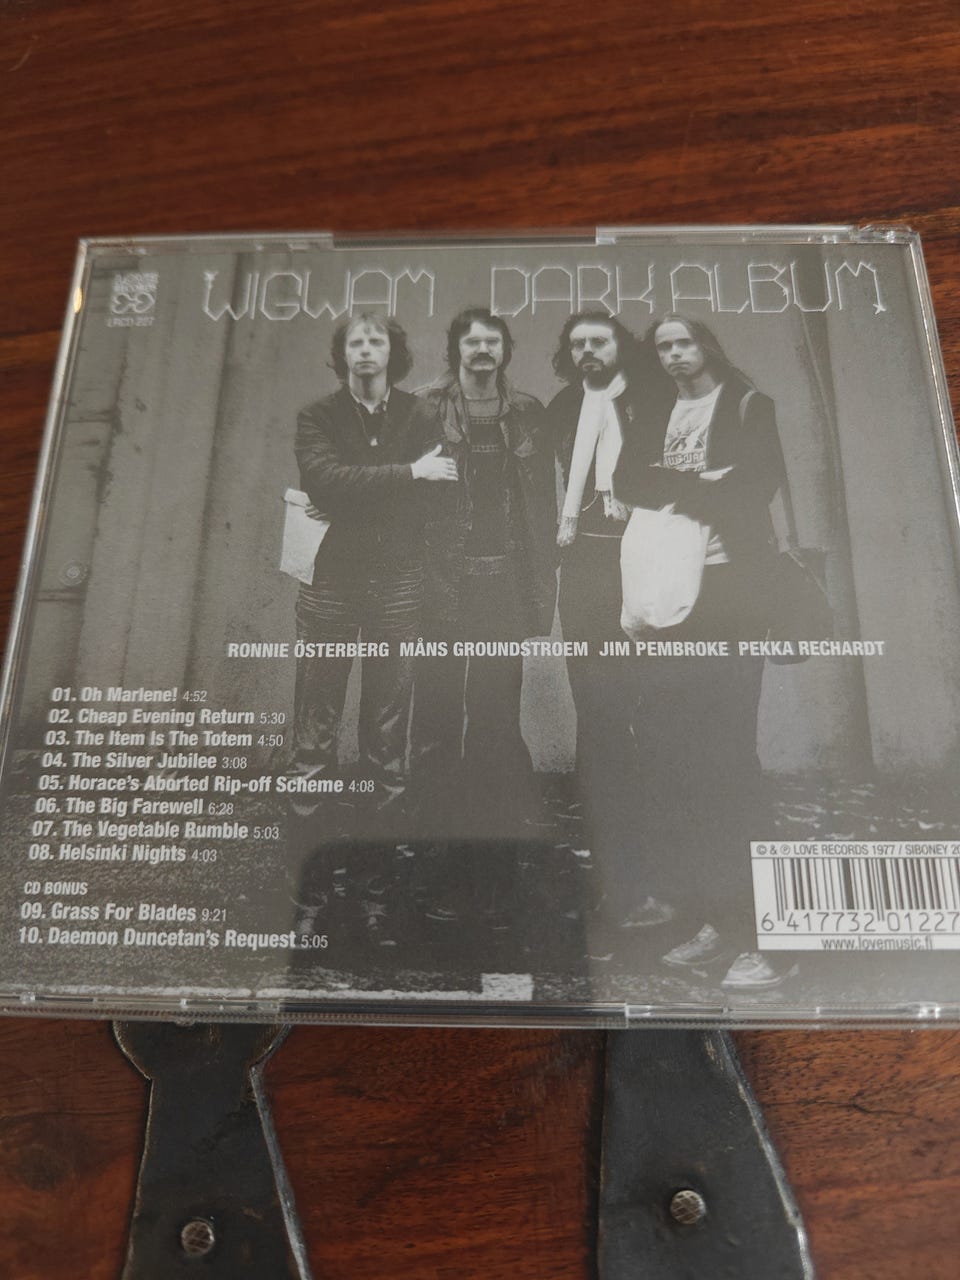 LOVE RECORDS
LRCD 227
WIGWAM DARK ALBUM
RONNIE ÖSTERBERG MÅNS GROUNDSTROEM JIM PEMBROKE PEKKA RECHARDT
01. Oh Marlene! 4:52
02. Cheap Evening Return 5:30
03. The Item Is The Totem 4:50
04. The Silver Jubilee 3:08
05. Horace's Aborted Rip-off Scheme 4:08
06. The Big Farewell 6:28
07. The Vegetable Rumble 5:03
08. Helsinki Nights 4:03
CD BONUS
09. Grass For Blades 9:21
10. Daemon Duncetan's Request 5:05
© & ℗ LOVE RECORDS 1977 / SIBONEY 20
6 417732 01227
www.lovemusic.fi